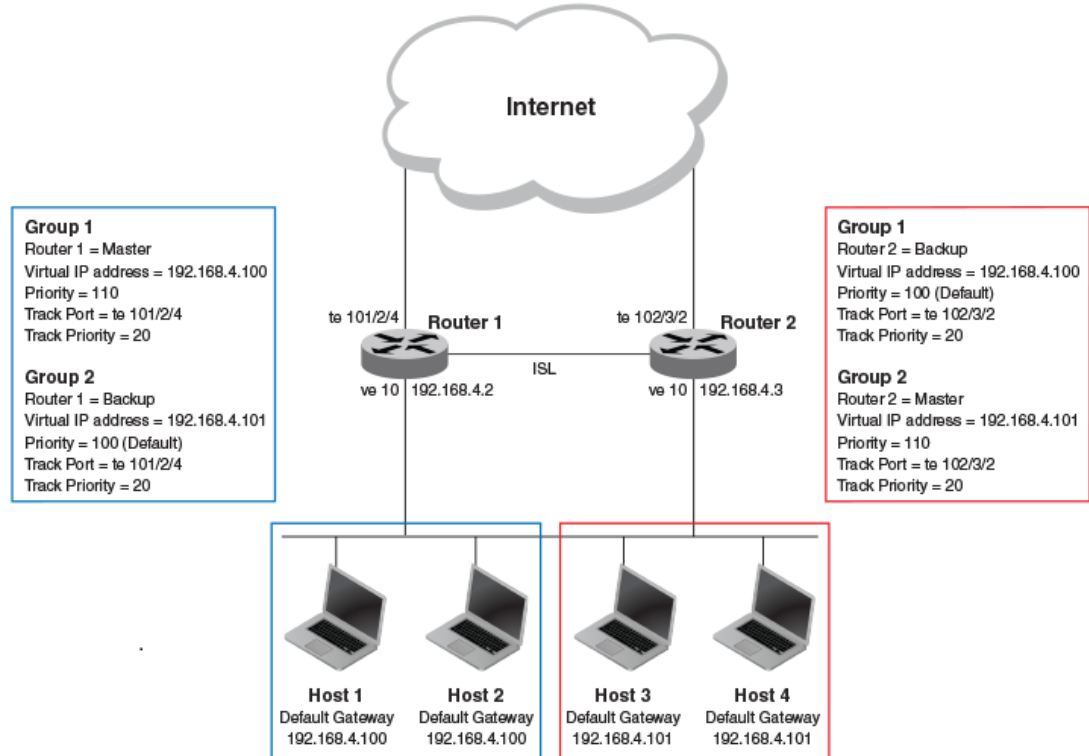 Internet
Group 1
Router 1 = Master
Virtual IP address = 192.168.4.100
Priority = 110
Track Port = te 101/2/4
Track Priority = 20
Group 2
Router 1 = Backup
Virtual IP address = 192.168.4.101
Priority = 100 (Default)
Track Port = te 101/2/4
Track Priority = 20
te 101/2/4
Router 1
ve 10
192.168.4.2
ISL
te 102/3/2
Router 2
ve 10
192.168.4.3
Group 1
Router 2 = Backup
Virtual IP address = 192.168.4.100
Priority = 100 (Default)
Track Port = te 102/3/2
Track Priority = 20
Group 2
Router 2 = Master
Virtual IP address = 192.168.4.101
Priority = 110
Track Port = te 102/3/2
Track Priority = 20
Host 1
Default Gateway
192.168.4.100
Host 2
Default Gateway
192.168.4.100
Host 3
Default Gateway
192.168.4.101
Host 4
Default Gateway
192.168.4.101